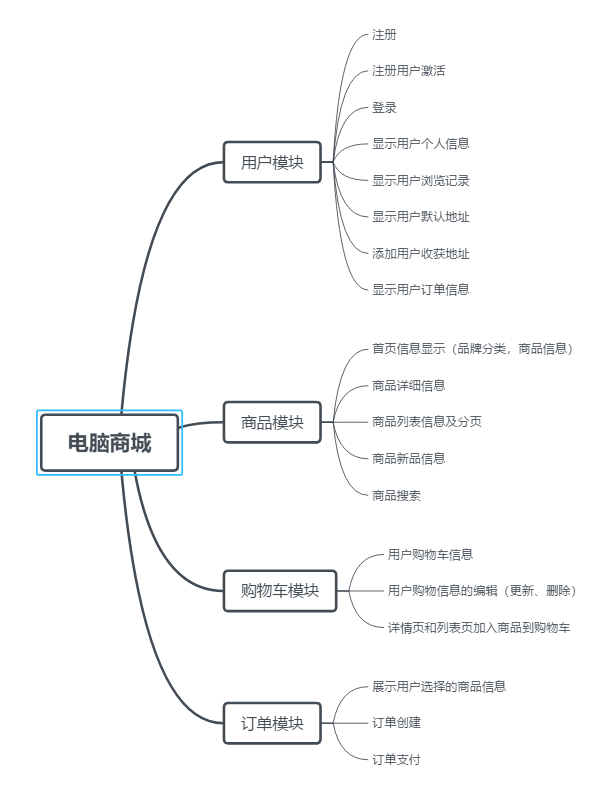 电脑商城
用户模块
注册
注册用户激活
登录
显示用户个人信息
显示用户浏览记录
显示用户默认地址
添加用户收获地址
显示用户订单信息
商品模块
首页信息显示（品牌分类，商品信息）
商品详细信息
商品列表信息及分页
商品新品信息
商品搜索
购物车模块
用户购物车信息
用户购物信息的编辑（更新、删除）
详情页和列表页加入商品到购物车
订单模块
展示用户选择的商品信息
订单创建
订单支付